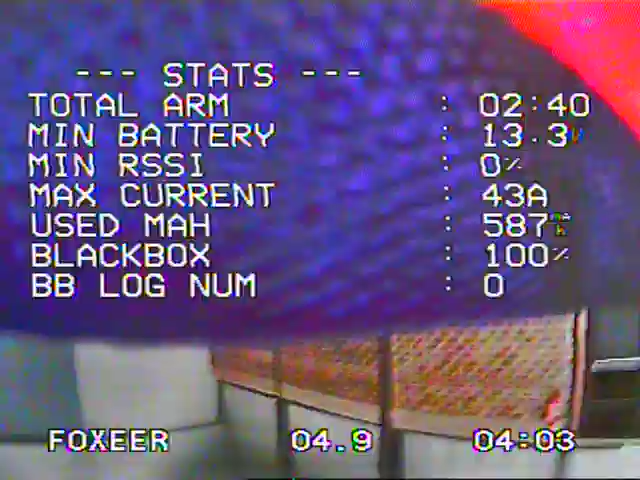 --- STATS ---
TOTAL ARM : 02:40
MIN BATTERY : 13.3V
MIN RSSI : 0%
MAX CURRENT : 43A
USED MAH : 587mAh
BLACKBOX : 100%
BB LOG NUM : 0
FOXEER 04.9 04:03